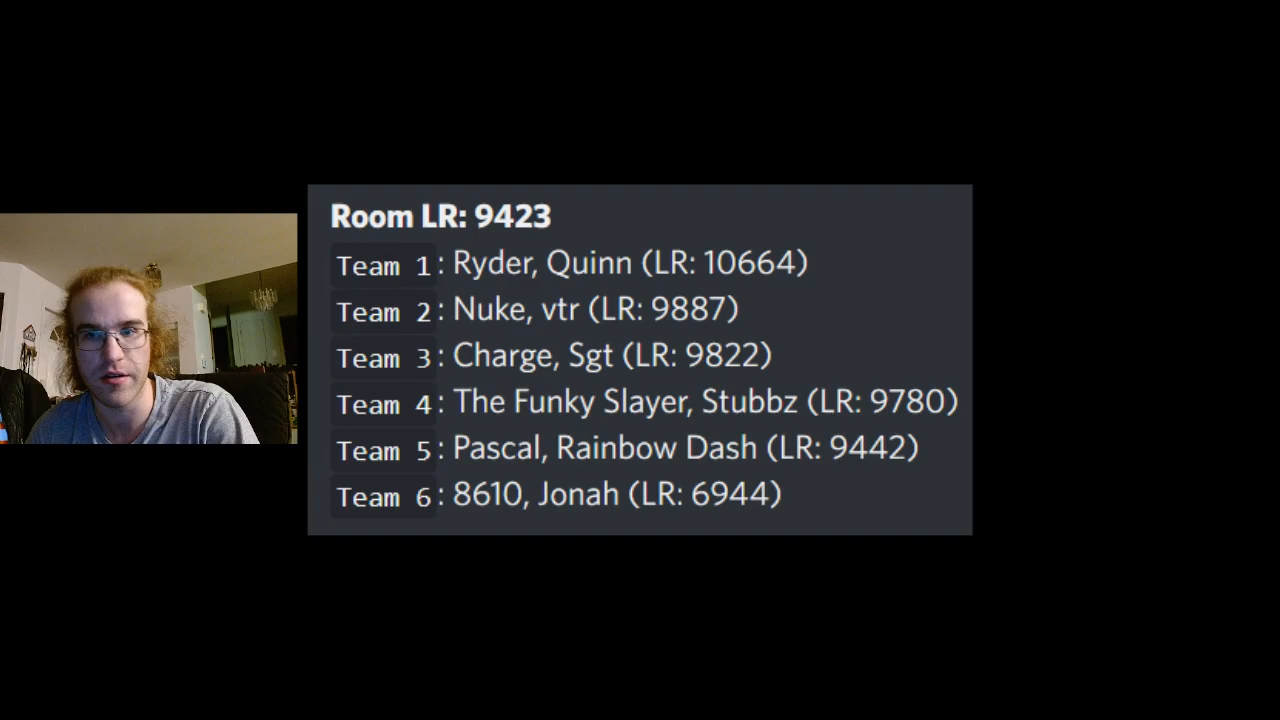 Room LR: 9423
Team 1: Ryder, Quinn (LR: 10664)
Team 2: Nuke, vtr (LR: 9887)
Team 3: Charge, Sgt (LR: 9822)
Team 4: The Funky Slayer, Stubbz (LR: 9780)
Team 5: Pascal, Rainbow Dash (LR: 9442)
Team 6: 8610, Jonah (LR: 6944)